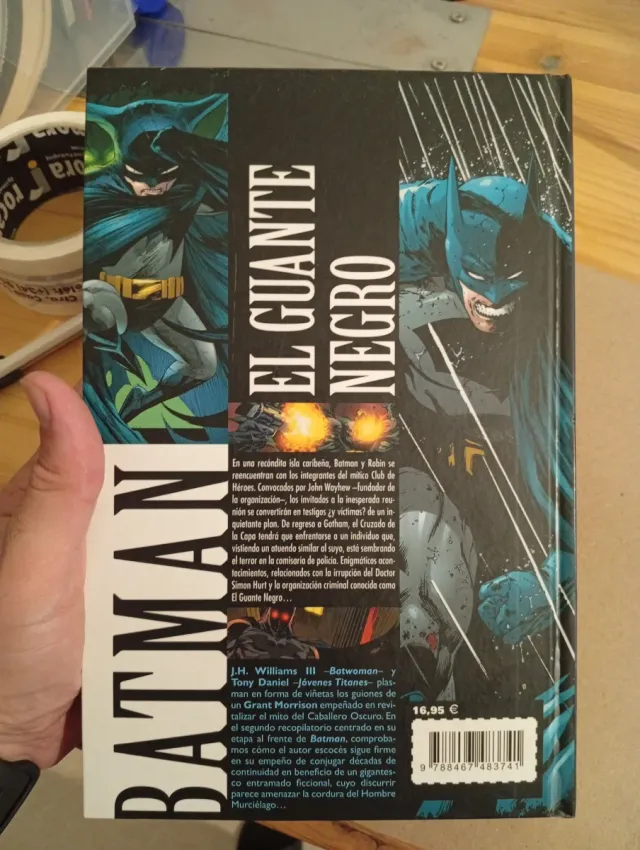 BATMAN
EL GUANTE
NEGRO
En una recóndita isla caribeña, Batman y Robin se
reencuentran con los integrantes del mítico Club de
Héroes. Convocados por John Wayhew –fundador de
la organización–, los invitados a la inesperada reu-
nión se convertirán en testigos ¿y víctimas? de un in-
quietante plan. De regreso a Gotham, el Cruzado de
la Capa tendrá que enfrentarse a un individuo que,
vistiendo un atuendo similar al suyo, está sembrando
el terror en la comisaría de policía. Enigmáticos acon-
tecimientos, relacionados con la irrupción del Doctor
Simon Hurt y la organización criminal conocida como
El Guante Negro…
J.H. Williams III –Batwoman– y
Tony Daniel –Jóvenes Titanes– plas-
man en forma de viñetas los guiones de
un Grant Morrison empeñado en revi-
talizar el mito del Caballero Oscuro. En
el segundo recopilatorio centrado en su
etapa al frente de Batman, comproba-
mos cómo el autor escocés sigue firme
en su empeño de conjugar décadas de
continuidad en beneficio de un gigantes-
co entramado ficcional, cuyo discurrir
parece amenazar la cordura del Hombre
Murciélago…
16,95 €
9 788467 483741